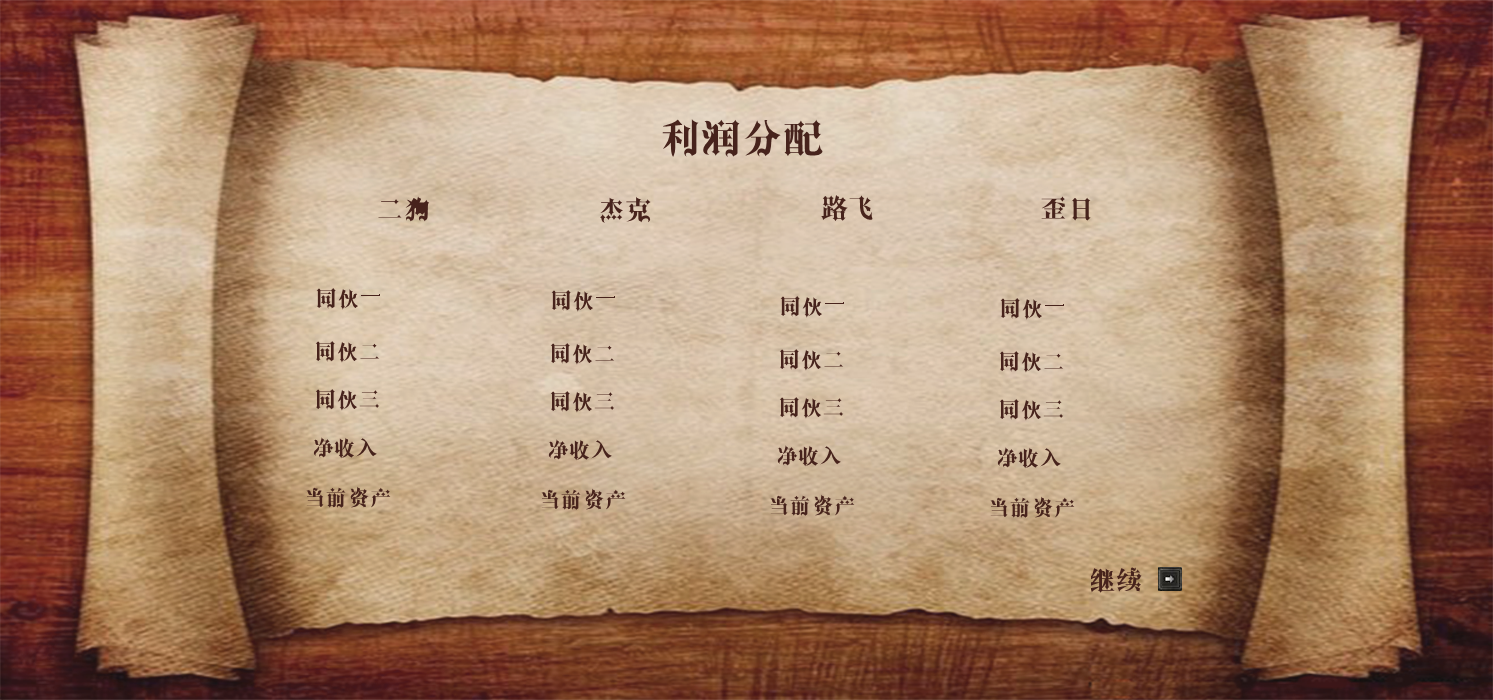 利润分配
二狗 杰克 路飞 歪日
同伙一 同伙一 同伙一 同伙一
同伙二 同伙二 同伙二 同伙二
同伙三 同伙三 同伙三 同伙三
净收入 净收入 净收入 净收入
当前资产 当前资产 当前资产 当前资产
继续